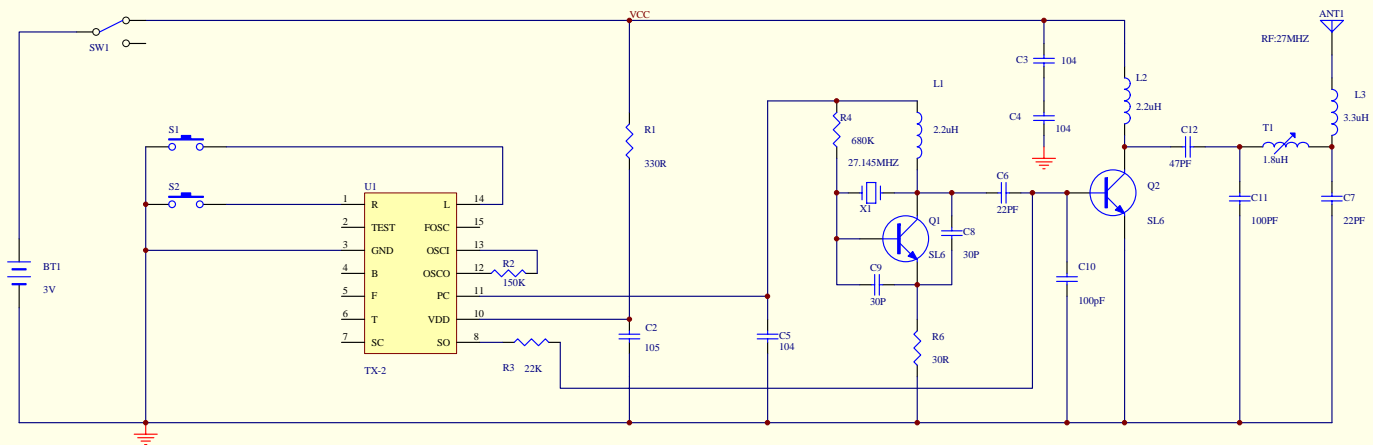 VCC
ANT1
RF:27MHZ
SW1
C3
104
L2
2.2uH
L1
L3
3.3uH
C4
104
S1
R1
330R
R4
680K
2.2uH
C12
47PF
T1
1.8uH
27.145MHZ
X1
C6
22PF
S2
U1
1
R
L
14
2
TEST
FOSC
15
3
GND
OSCI
13
4
B
OSCO
12
5
F
PC
11
6
T
VDD
10
7
SC
SO
8
TX-2
R2
150K
R3
22K
Q1
SL6
C8
30P
C9
30P
Q2
SL6
C11
100PF
C7
22PF
BT1
3V
C10
100pF
C2
105
C5
104
R6
30R